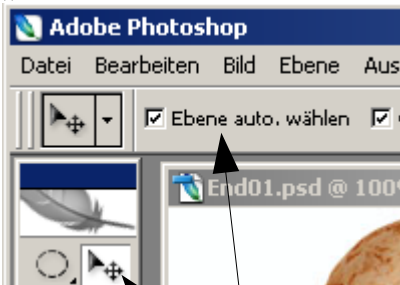 Adobe Photoshop
Datei Bearbeiten Bild Ebene Aus
Ebene auto. wählen
End01.psd @ 100%